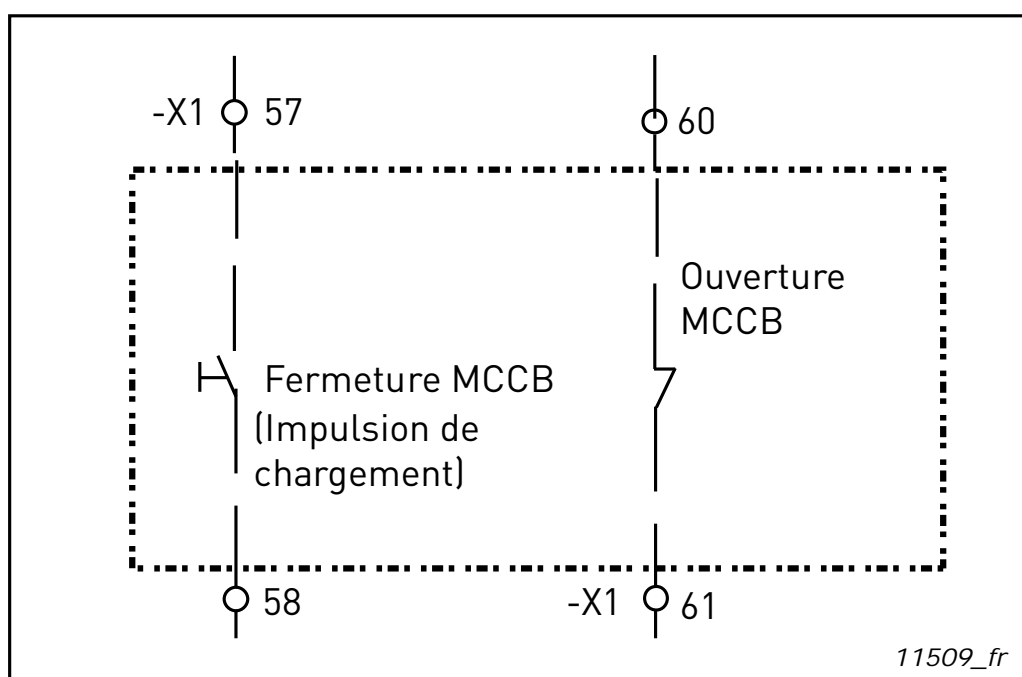 -X1 57
60
Ouverture
MCCB
Fermeture MCCB
(Impulsion de
chargement)
58
-X1 61
11509_fr